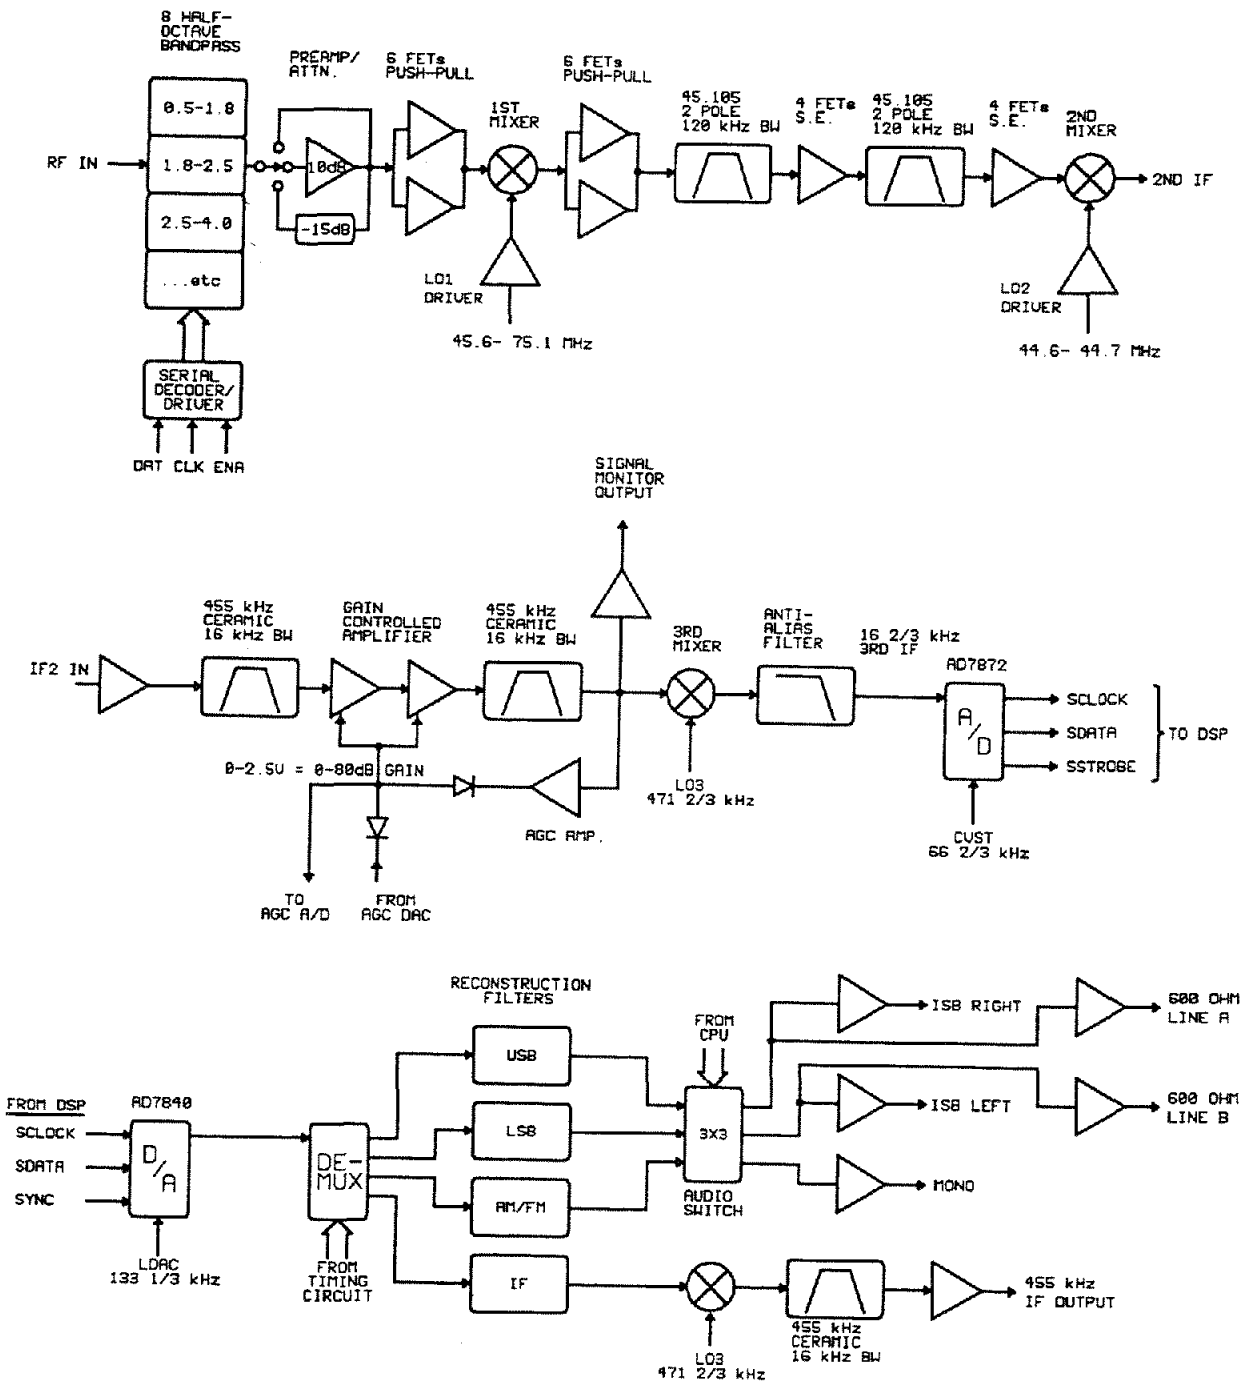 8 HALF-
OCTAVE
BANDPASS
PREAMP/
ATTN.
6 FETs
PUSH-PULL
1ST
MIXER
6 FETs
PUSH-PULL
45.105
2 POLE
120 kHz BW
4 FETs
S.E.
45.105
2 POLE
120 kHz BW
4 FETs
S.E.
2ND
MIXER
0.5-1.8
RF IN
1.8-2.5
10dB
2ND IF
2.5-4.0
-15dB
...etc
LO1
DRIVER
LO2
DRIVER
45.6- 75.1 MHz
44.6- 44.7 MHz
SERIAL
DECODER/
DRIVER
DAT CLK ENA
SIGNAL
MONITOR
OUTPUT
455 kHz
CERAMIC
16 kHz BW
GAIN
CONTROLLED
AMPLIFIER
455 kHz
CERAMIC
16 kHz BW
3RD
MIXER
ANTI-
ALIAS
FILTER
16 2/3 kHz
3RD IF
AD7872
IF2 IN
A/D
SCLOCK
SDATA
SSTROBE
TO DSP
0-2.5V = 0-80dB GAIN
LO3
471 2/3 kHz
AGC AMP.
CVST
66 2/3 kHz
TO
AGC A/D
FROM
AGC DAC
RECONSTRUCTION
FILTERS
FROM
CPU
ISB RIGHT
600 OHM
LINE A
USB
FROM DSP
AD7840
ISB LEFT
600 OHM
LINE B
SCLOCK
SDATA
SYNC
D/A
DE-
MUX
LSB
3X3
AM/FM
AUDIO
SWITCH
MONO
LDAC
133 1/3 kHz
FROM
TIMING
CIRCUIT
IF
455 kHz
IF OUTPUT
455 kHz
CERAMIC
16 kHz BW
LO3
471 2/3 kHz